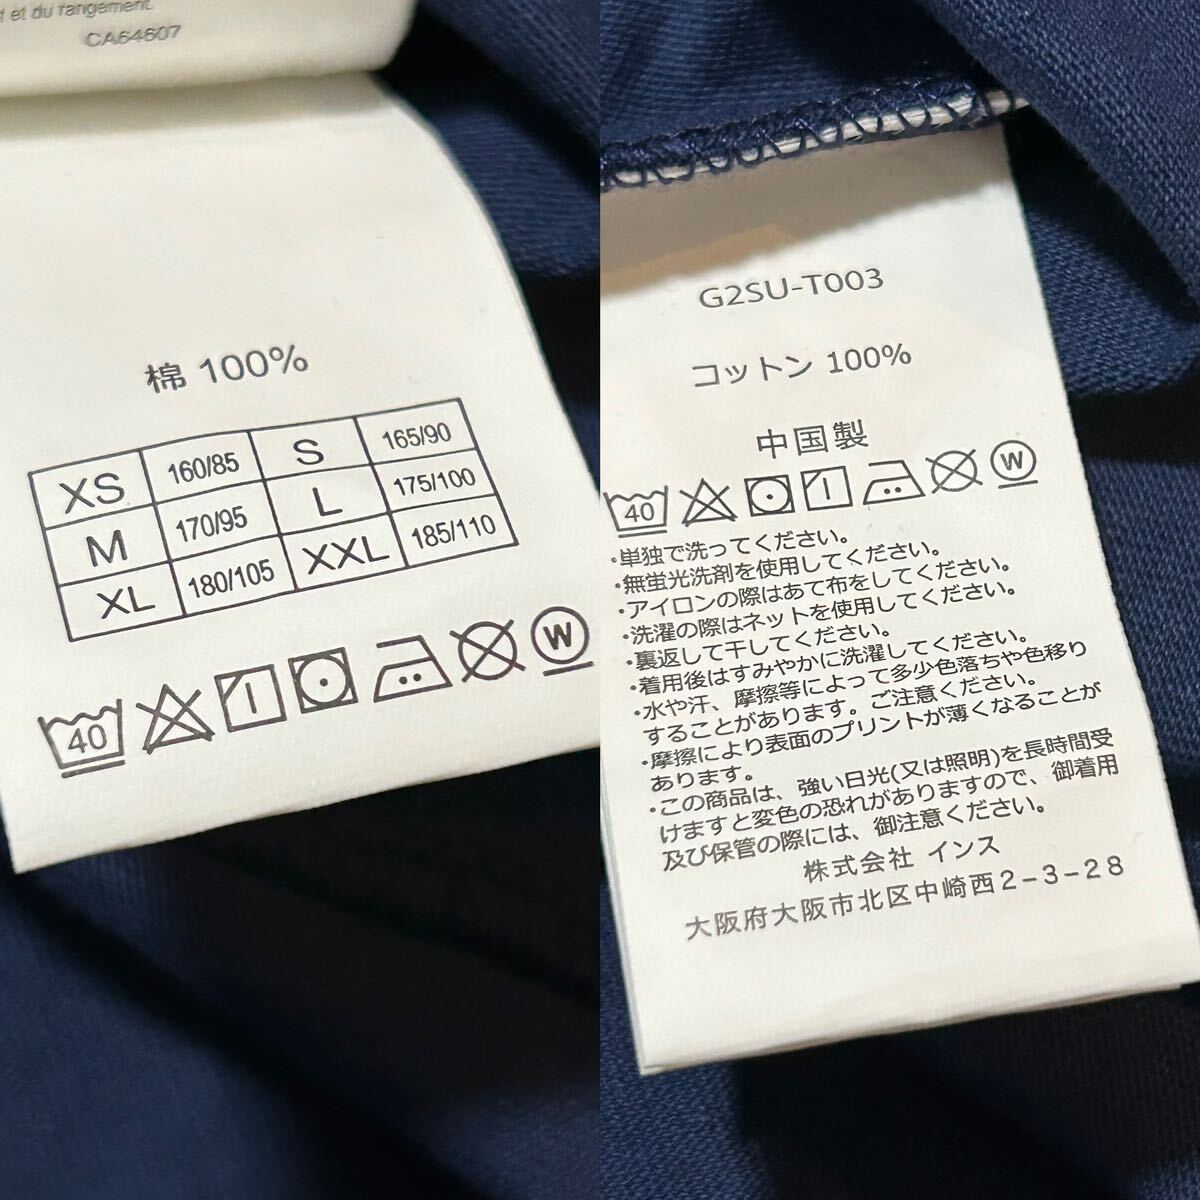 et du rangement.
CA64607
棉 100%
XS 160/85 S 165/90
M 170/95 L 175/100
XL 180/105 XXL 185/110
40 W
G2SU-T003
コットン 100%
中国製
40 W
・単独で洗ってください。
・無蛍光洗剤を使用してください。
・アイロンの際はあて布をしてください。
・洗濯の際はネットを使用してください。
・裏返して干してください。
・着用後はすみやかに洗濯してください。
・水や汗、摩擦等によって多少色落ちや色移り
することがあります。ご注意ください。
・摩擦により表面のプリントが薄くなることが
あります。
・この商品は、強い日光(又は照明)を長時間受
けますと変色の恐れがありますので、御着用
及び保管の際には、御注意ください。
株式会社 インス
大阪府大阪市北区中崎西2-3-28